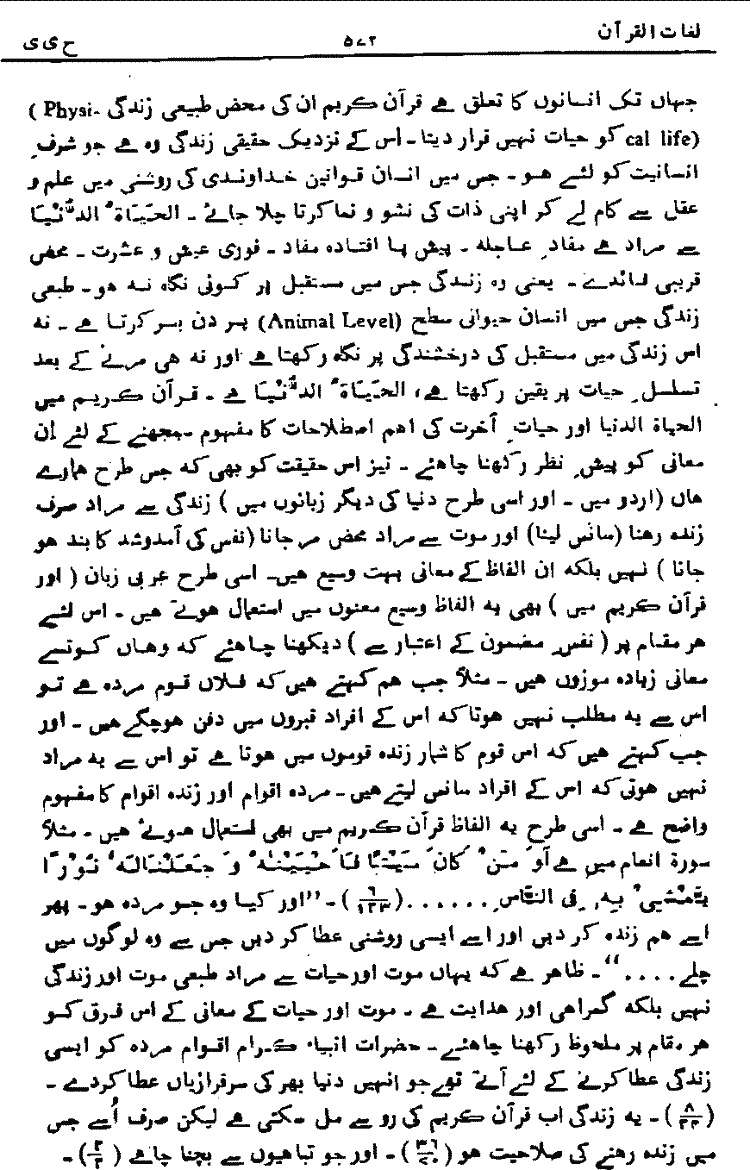 لغات القرآن ۵۷۲ ح ی ی
جہاں تک انسانوں کا تعلق ہے قرآن کریم ان کی محض طبیعی زندگی (Physi-
cal life) کو حیات نہیں قرار دیتا۔ اس کے نزدیک حقیقی زندگی وہ ہے جو شرفِ
انسانیت کو لئے ہو۔ جس میں انسان قوانین خداوندی کی روشنی میں علم و
عقل سے کام لے کر اپنی ذات کی نشو و نما کرتا چلا جائے۔ الْحَيَاةُ الدُّنْيَا
سے مراد ہے مفادِ عاجلہ۔ پیش پا افتادہ مفاد۔ فوری عیش و عشرت۔ محض
قریبی فائدے۔ یعنی وہ زندگی جس میں مستقبل پر کوئی نگاہ نہ ہو۔ طبعی
زندگی جس میں انسان حیوانی سطح (Animal Level) پر دن بسر کرتا ہے۔ نہ
اس زندگی میں مستقبل کی درخشندگی پر نگاہ رکھتا ہے اور نہ ہی مرنے کے بعد
تسلسلِ حیات پر یقین رکھتا ہے، الْحَيَاةُ الدُّنْيَا ہے۔ قرآن کریم میں
الحیاة الدنیا اور حیاتِ آخرت کی اہم اصطلاحات کا مفہوم سمجھنے کے لئے اِن
معانی کو پیشِ نظر رکھنا چاہئے۔ نیز اس حقیقت کو بھی کہ جس طرح ہمارے
ہاں (اردو میں۔ اور اسی طرح دنیا کی دیگر زبانوں میں) زندگی سے مراد صرف
زندہ رہنا (سانس لینا) اور موت سے مراد محض مر جانا (نفس کی آمدوشد کا بند ہو
جانا) نہیں بلکہ ان الفاظ کے معانی بہت وسیع ہیں۔ اسی طرح عربی زبان (اور
قرآن کریم میں) بھی یہ الفاظ وسیع معنوں میں استعمال ہوئے ہیں۔ اس لئے
ہر مقام پر (نفسِ مضمون کے اعتبار سے) دیکھنا چاہئے کہ وہاں کونسے
معانی زیادہ موزوں ہیں۔ مثلاً جب ہم کہتے ہیں کہ فلاں قوم مردہ ہے تو
اس سے یہ مطلب نہیں ہوتا کہ اس کے افراد قبروں میں دفن ہو چکے ہیں۔ اور
جب کہتے ہیں کہ اس قوم کا شمار زندہ قوموں میں ہوتا ہے تو اس سے یہ مراد
نہیں ہوتی کہ اس کے افراد سانس لیتے ہیں۔ مردہ اقوام اور زندہ اقوام کا مفہوم
واضح ہے۔ اسی طرح یہ الفاظ قرآن کریم میں بھی استعمال ہوئے ہیں۔ مثلاً
سورۃ انعام میں ہے أَوَ مَنْ كَانَ مَيْتًا فَأَحْيَيْنَاهُ وَ جَعَلْنَا لَهُ نُوْرًا
يَمْشِي بِهِ فِي النَّاسِ...... (۶/۱۲۳)۔ ”اور کیا وہ جو مردہ ہو۔ پھر
اسے ہم زندہ کر دیں اور اسے ایسی روشنی عطا کر دیں جس سے وہ لوگوں میں
چلے....“۔ ظاہر ہے کہ یہاں موت اور حیات سے مراد طبعی موت اور زندگی
نہیں بلکہ گمراہی اور ہدایت ہے۔ موت اور حیات کے معانی کے اس فرق کو
ہر مقام پر ملحوظ رکھنا چاہئے۔ حضرات انبیاء کرام اقوام مردہ کو ایسی
زندگی عطا کرنے کے لئے آتے تھے جو انہیں دنیا بھر کی سرفرازیاں عطا کردے۔
(۸/۲۴)۔ یہ زندگی اب قرآن کریم کی رو سے مل سکتی ہے لیکن صرف اُسے جس
میں زندہ رہنے کی صلاحیت ہو (۳۶/۷۰)۔ اور جو تباہیوں سے بچنا چاہے (۲/۲)۔